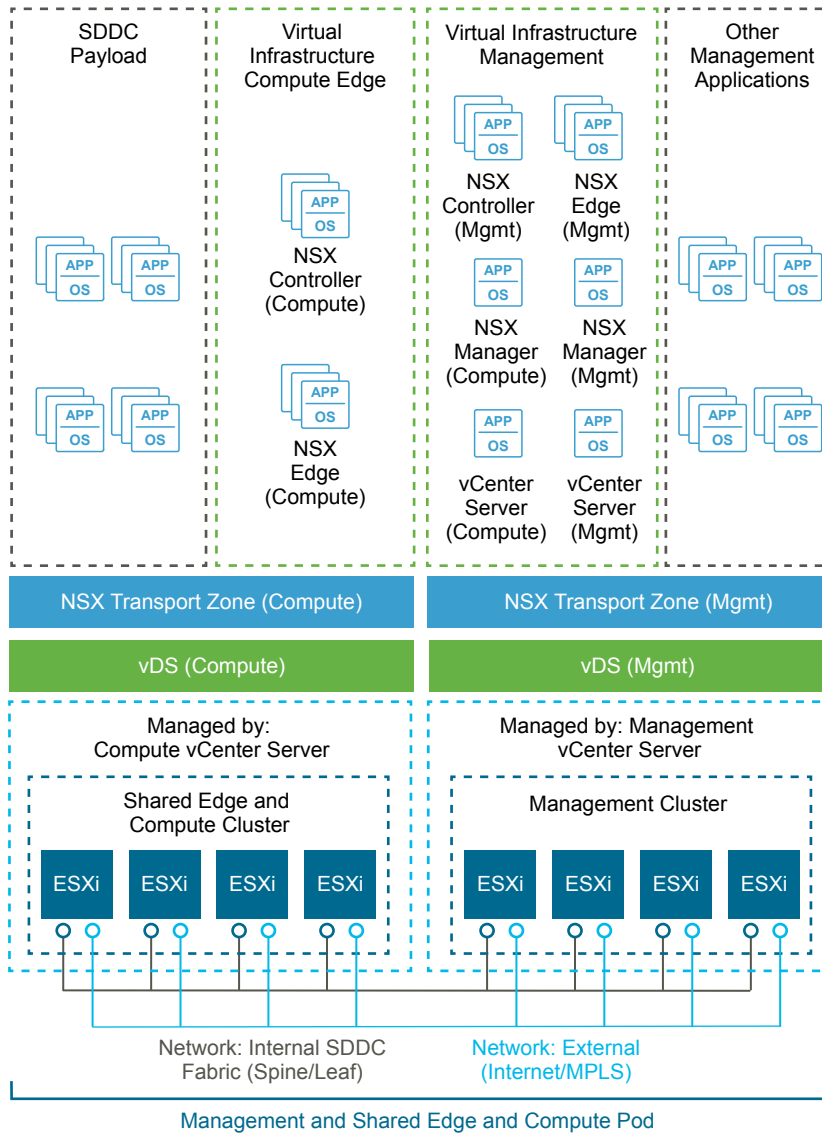 SDDC
Payload
Virtual
Infrastructure
Compute Edge
Virtual Infrastructure
Management
Other
Management
Applications
APP
OS
APP
OS
APP
OS
APP
OS
APP
OS
NSX
Controller
(Compute)
APP
OS
NSX
Edge
(Compute)
APP
OS
NSX
Controller
(Mgmt)
APP
OS
NSX
Edge
(Mgmt)
APP
OS
NSX
Manager
(Compute)
APP
OS
NSX
Manager
(Mgmt)
APP
OS
vCenter
Server
(Compute)
APP
OS
vCenter
Server
(Mgmt)
APP
OS
APP
OS
APP
OS
APP
OS
NSX Transport Zone (Compute)
NSX Transport Zone (Mgmt)
vDS (Compute)
vDS (Mgmt)
Managed by:
Compute vCenter Server
Shared Edge and
Compute Cluster
ESXi
ESXi
ESXi
ESXi
Managed by: Management
vCenter Server
Management Cluster
ESXi
ESXi
ESXi
ESXi
Network: Internal SDDC
Fabric (Spine/Leaf)
Network: External
(Internet/MPLS)
Management and Shared Edge and Compute Pod